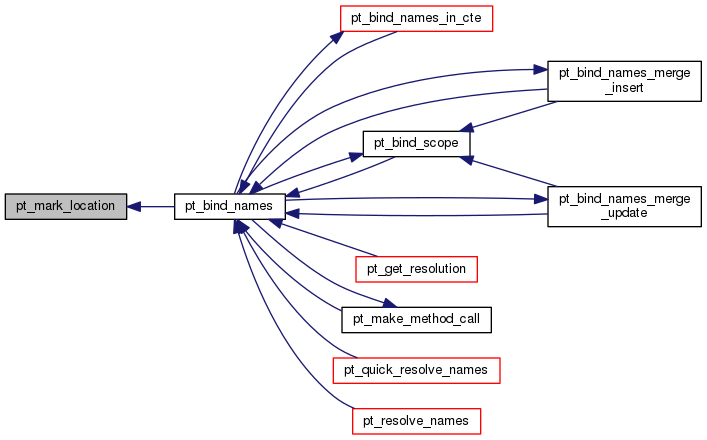 pt_bind_names_in_cte
pt_bind_names_merge
_insert
pt_bind_scope
pt_mark_location
pt_bind_names
pt_bind_names_merge
_update
pt_get_resolution
pt_make_method_call
pt_quick_resolve_names
pt_resolve_names